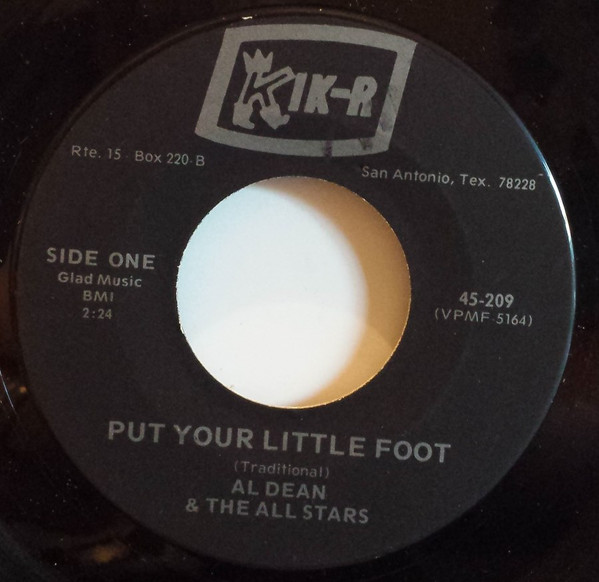 KIK-R
Rte. 15 - Box 220-B
San Antonio, Tex. 78228
SIDE ONE
Glad Music
BMI
2:24
45-209
(VPMF-5164)
PUT YOUR LITTLE FOOT
(Traditional)
AL DEAN
& THE ALL STARS